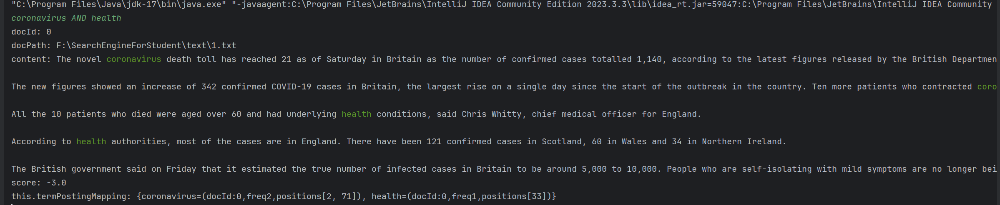 "C:\Program Files\Java\jdk-17\bin\java.exe" "-javaagent:C:\Program Files\JetBrains\IntelliJ IDEA Community Edition 2023.3.3\lib\idea_rt.jar=59047:C:\Program Files\JetBrains\IntelliJ IDEA Community
coronavirus AND health
docId: 0
docPath: F:\SearchEngineForStudent\text\1.txt
content: The novel coronavirus death toll has reached 21 as of Saturday in Britain as the number of confirmed cases totalled 1,140, according to the latest figures released by the British Departmen
The new figures showed an increase of 342 confirmed COVID-19 cases in Britain, the largest rise on a single day since the start of the outbreak in the country. Ten more patients who contracted coro
All the 10 patients who died were aged over 60 and had underlying health conditions, said Chris Whitty, chief medical officer for England.
According to health authorities, most of the cases are in England. There have been 121 confirmed cases in Scotland, 60 in Wales and 34 in Northern Ireland.
The British government said on Friday that it estimated the true number of infected cases in Britain to be around 5,000 to 10,000. People who are self-isolating with mild symptoms are no longer bei
score: -3.0
this.termPostingMapping: {coronavirus=(docId:0,freq2,positions[2, 71]), health=(docId:0,freq1,positions[33])}